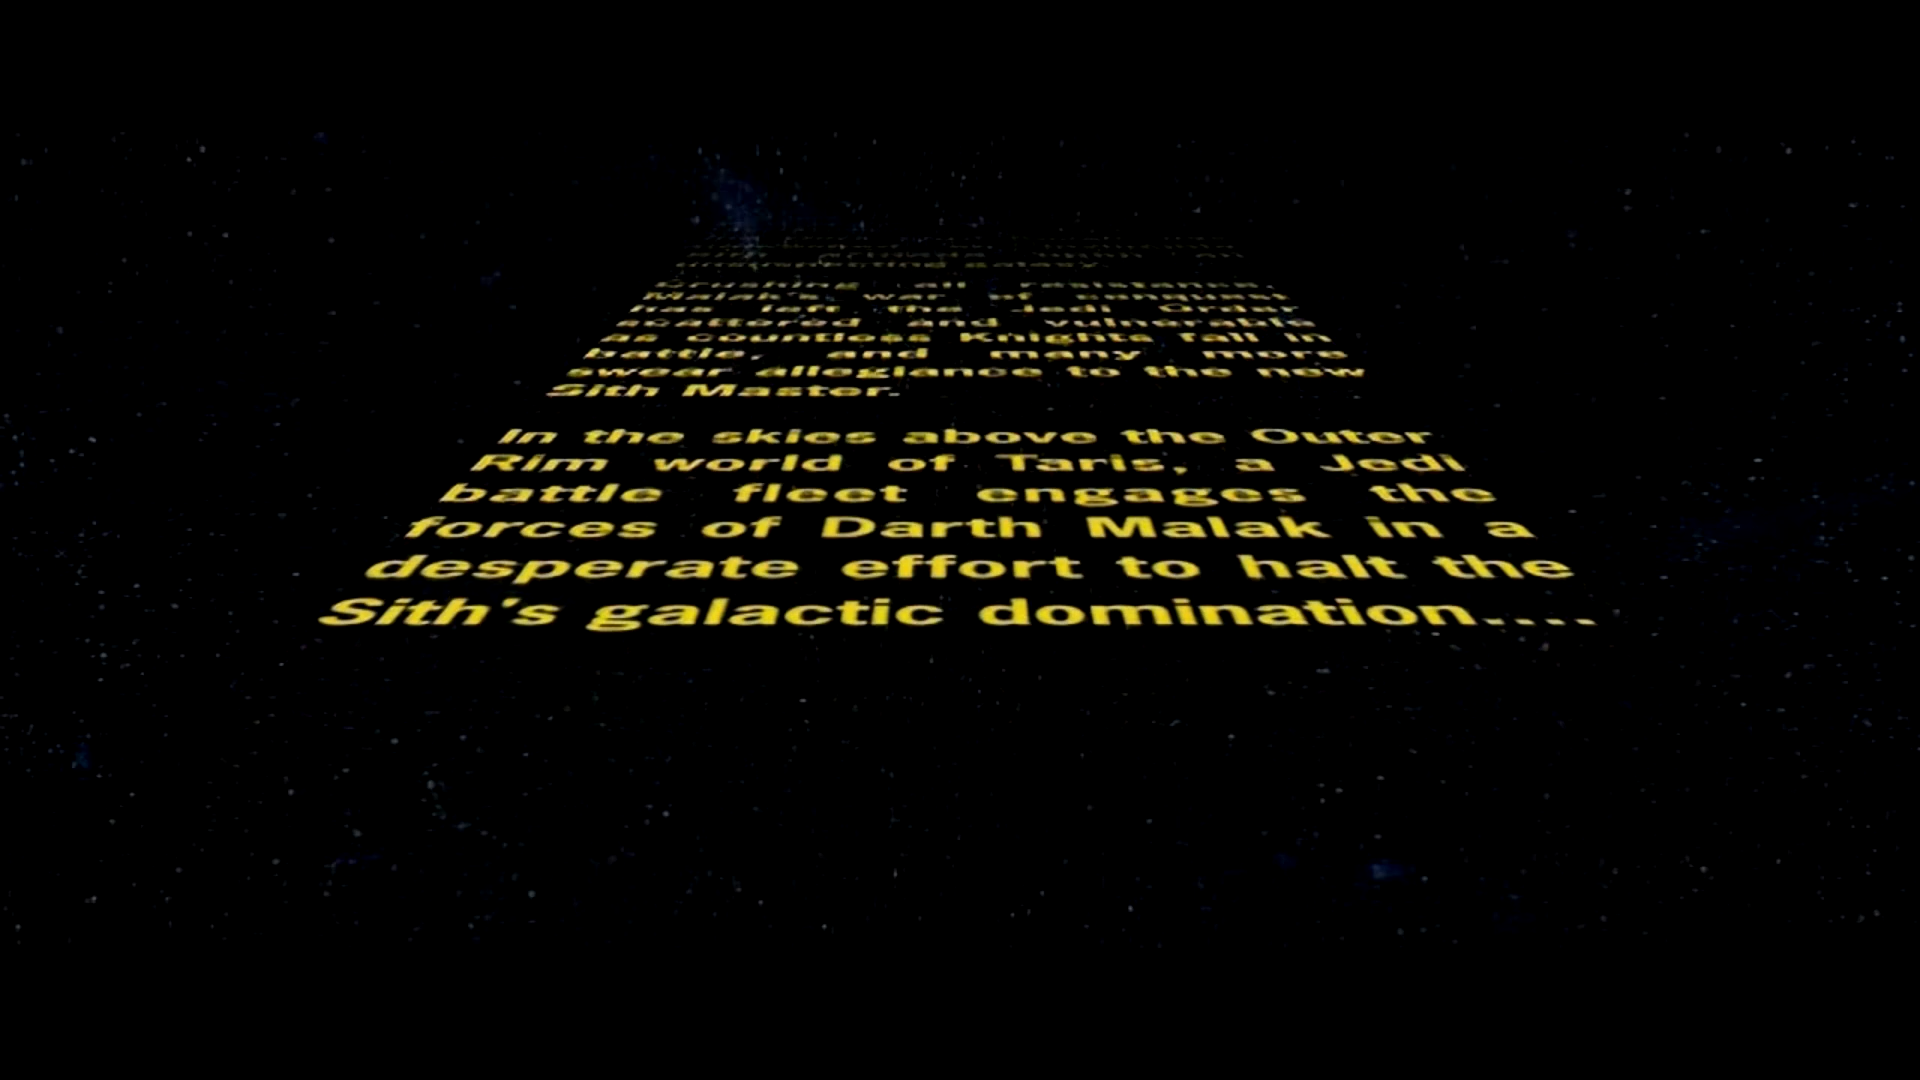 unsuspecting galaxy.
Crushing all resistance,
Malak's war of conquest
has left the Jedi Order
scattered and vulnerable
as countless Knights fall in
battle, and many more
swear allegiance to the new
Sith Master.
In the skies above the Outer
Rim world of Taris, a Jedi
battle fleet engages the
forces of Darth Malak in a
desperate effort to halt the
Sith's galactic domination....